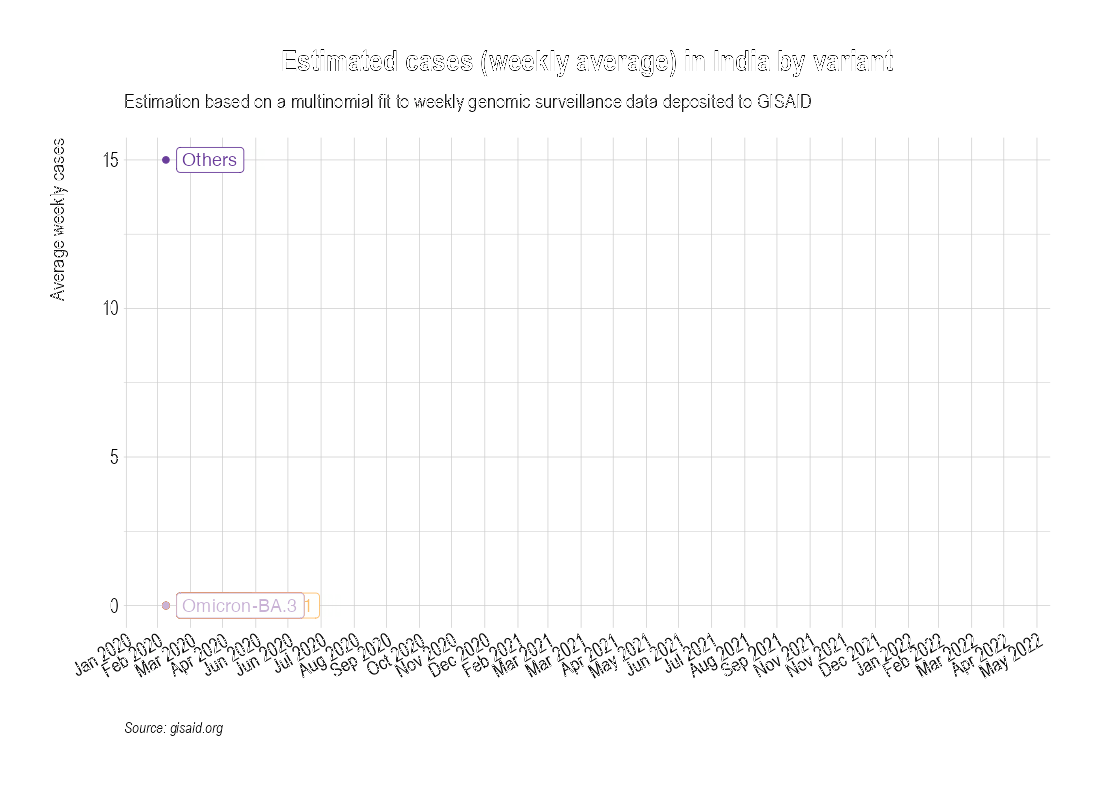 Estimated cases (weekly average) in India by variant
Estimation based on a multinomial fit to weekly genomic surveillance data deposited to GISAID
Average weekly cases
15
Others
10
5
0
Omicron-BA.3
1
Jan 2020
Feb 2020
Mar 2020
Apr 2020
Jun 2020
Jun 2020
Jul 2020
Aug 2020
Sep 2020
Oct 2020
Nov 2020
Dec 2020
Feb 2021
Mar 2021
Mar 2021
Apr 2021
May 2021
Jun 2021
Jul 2021
Aug 2021
Sep 2021
Nov 2021
Nov 2021
Dec 2021
Jan 2022
Feb 2022
Mar 2022
Apr 2022
May 2022
Source: gisaid.org